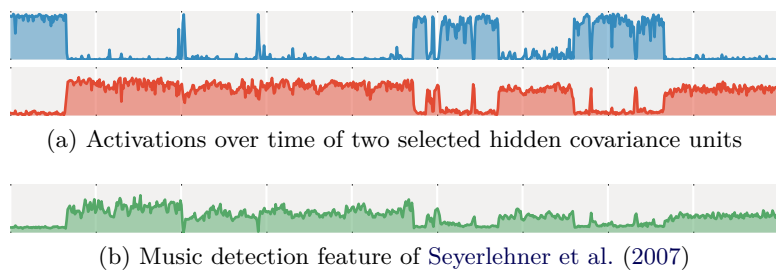 (a) Activations over time of two selected hidden covariance units
(b) Music detection feature of Seyerlehner et al. (2007)